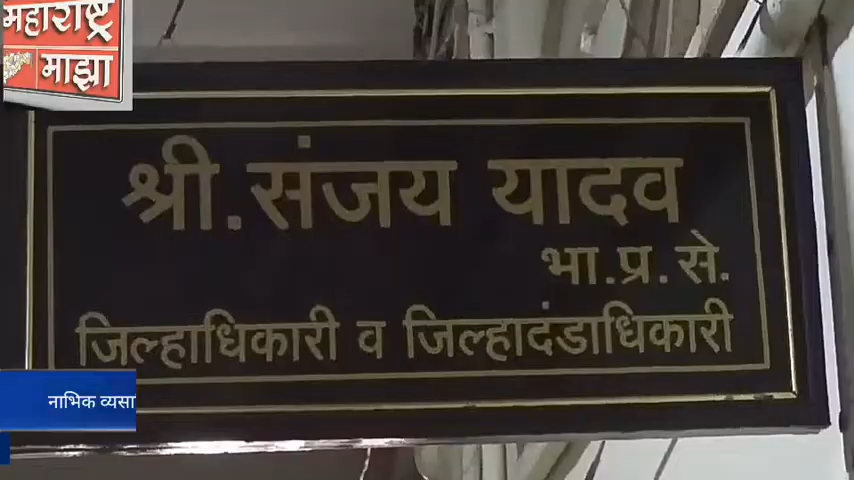 महाराष्ट्र
माझा
श्री. संजय यादव
भा.प्र.से.
जिल्हाधिकारी व जिल्हादंडाधिकारी
नाभिक व्यसा